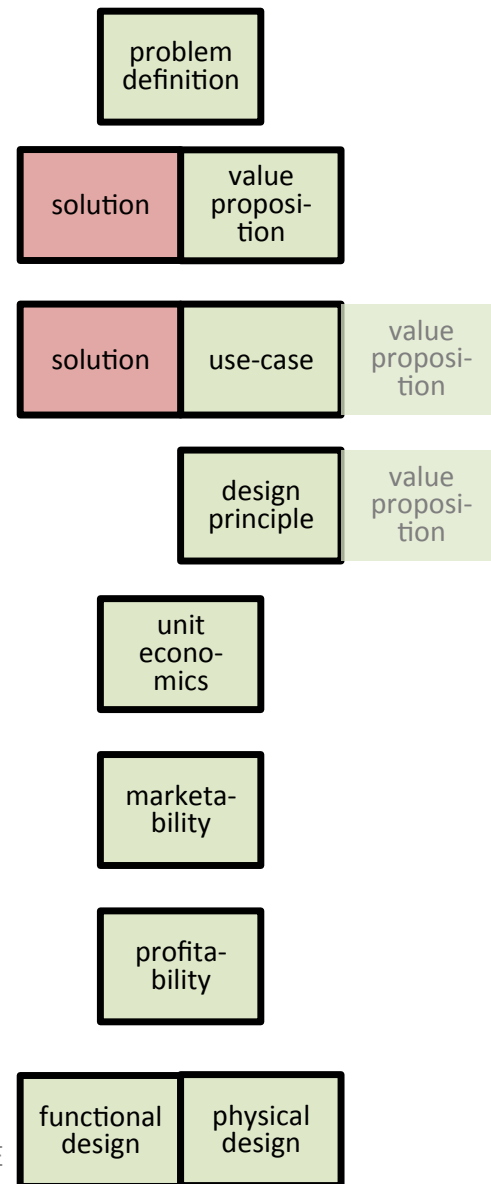 problem
definition
solution
value
proposi-
tion
solution
use-case
value
proposi-
tion
design
principle
value
proposi-
tion
unit
econo-
mics
marketa-
bility
profita-
bility
functional
design
physical
design